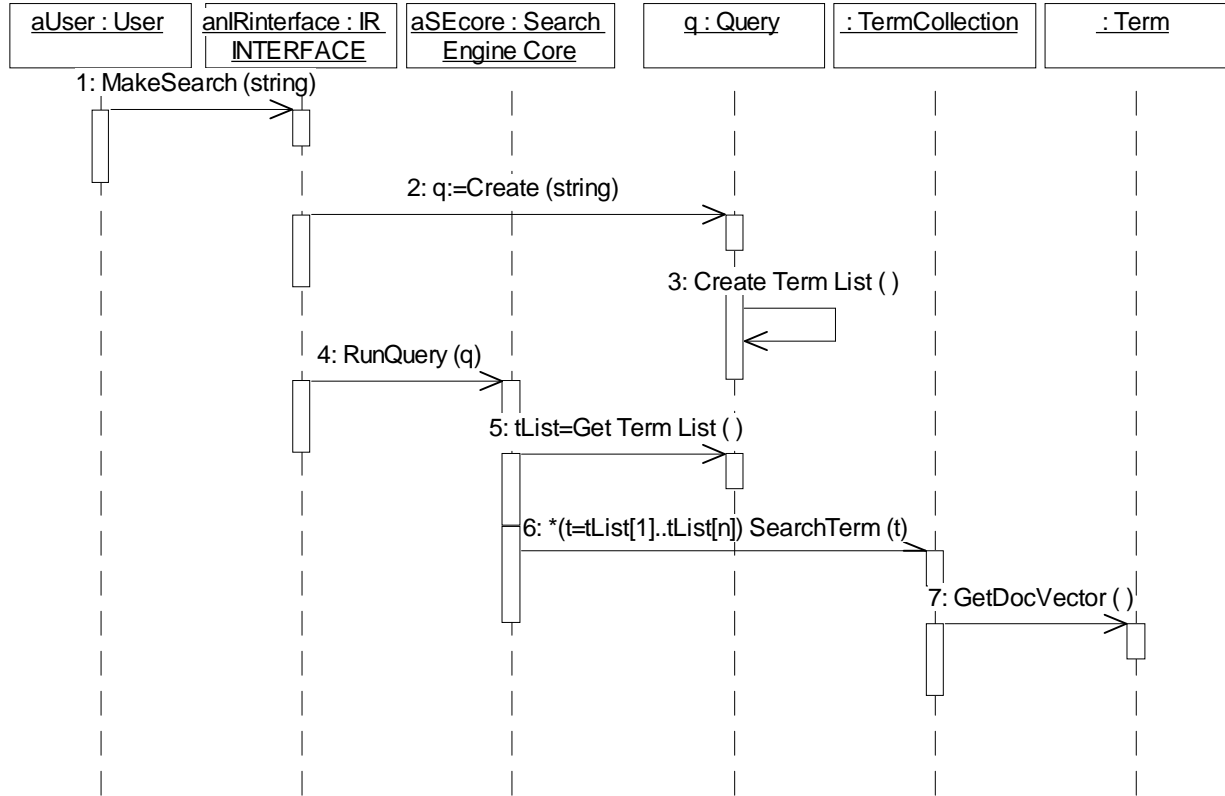 aUser : User
anIRinterface : IR
INTERFACE
aSEcore : Search
Engine Core
q : Query
: TermCollection
: Term
1: MakeSearch (string)
2: q:=Create (string)
3: Create Term List ( )
4: RunQuery (q)
5: tList=Get Term List ( )
6: *(t=tList[1]..tList[n]) SearchTerm (t)
7: GetDocVector ( )